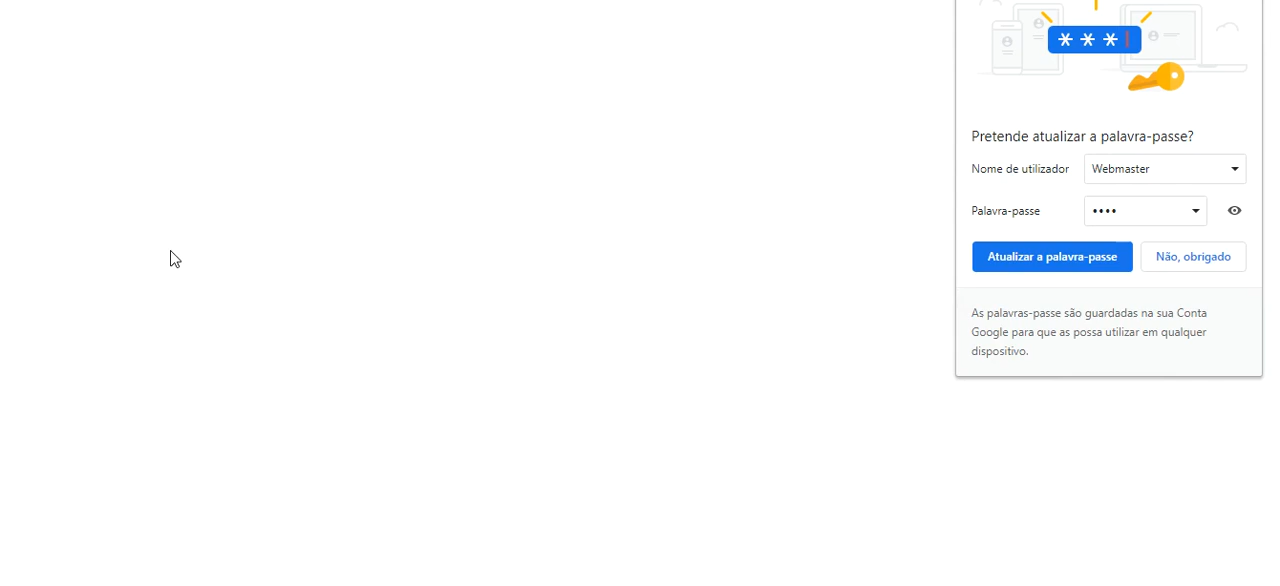 Pretende atualizar a palavra-passe?
Nome de utilizador
Webmaster
Palavra-passe
••••
Atualizar a palavra-passe
Não, obrigado
As palavras-passe são guardadas na sua Conta
Google para que as possa utilizar em qualquer
dispositivo.